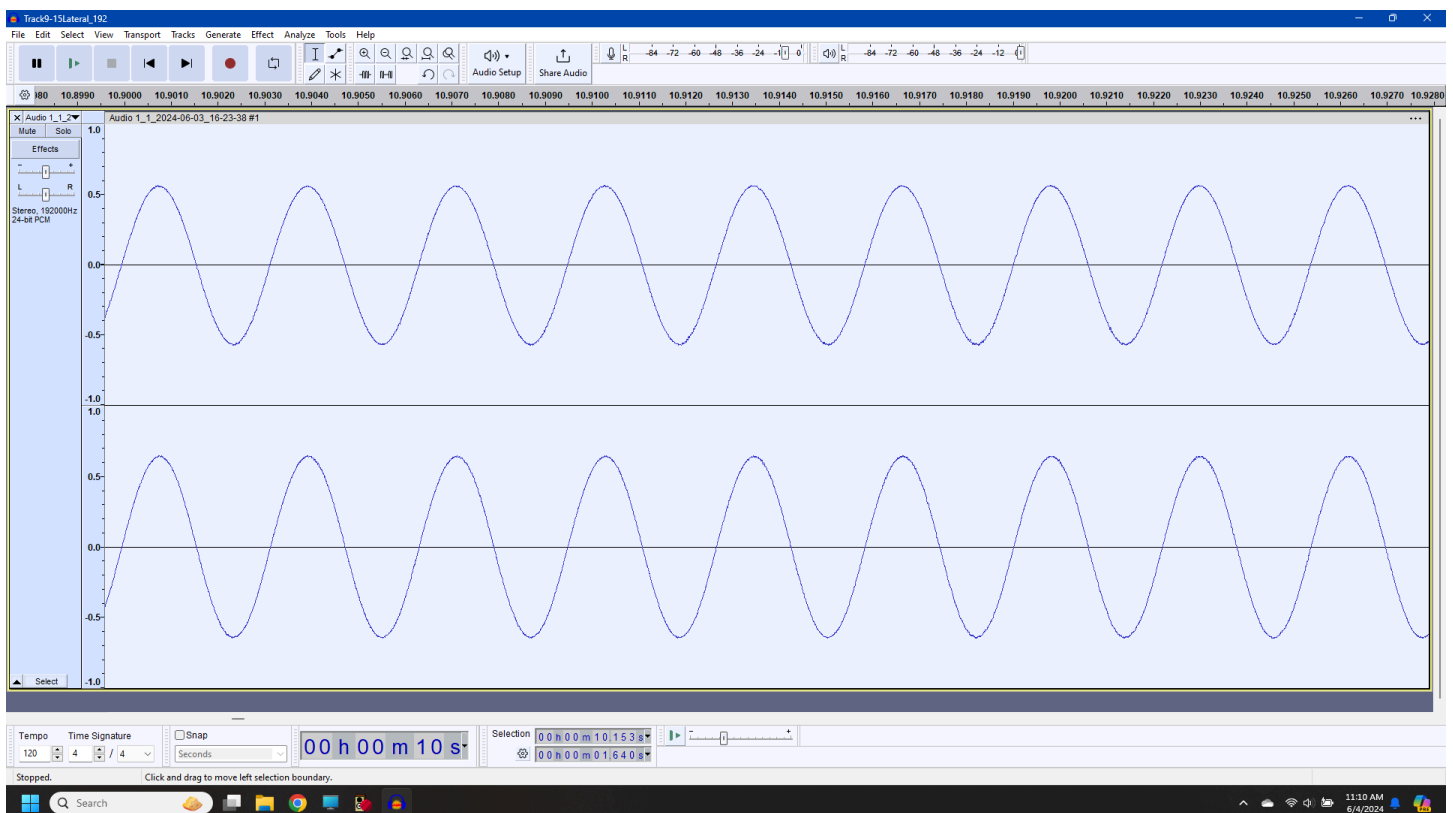 Track9-15Lateral_192
File Edit Select View Transport Tracks Generate Effect Analyze Tools Help
Audio Setup
Share Audio
L R -84 -72 -60 -48 -36 -24 0
L R -84 -72 -60 -48 -36 -24 -12 0
10.8990 10.9000 10.9010 10.9020 10.9030 10.9040 10.9050 10.9060 10.9070 10.9080 10.9090 10.9100 10.9110 10.9120 10.9130 10.9140 10.9150 10.9160 10.9170 10.9180 10.9190 10.9200 10.9210 10.9220 10.9230 10.9240 10.9250 10.9260 10.9270 10.9280
Audio 1_1_2
Audio 1_1_2024-06-03_16-23-38 #1
Mute Solo
Effects
- +
L R
Stereo, 192000Hz
24-bit PCM
1.0
0.5
0.0
-0.5
-1.0
1.0
0.5
0.0
-0.5
-1.0
Select
Tempo Time Signature
120 4 / 4
Snap
Seconds
00 h 00 m 10 s
Selection
00 h 00 m 10.153 s
00 h 00 m 01.640 s
- +
Stopped. Click and drag to move left selection boundary.
Search
11:10 AM
6/4/2024
PRE